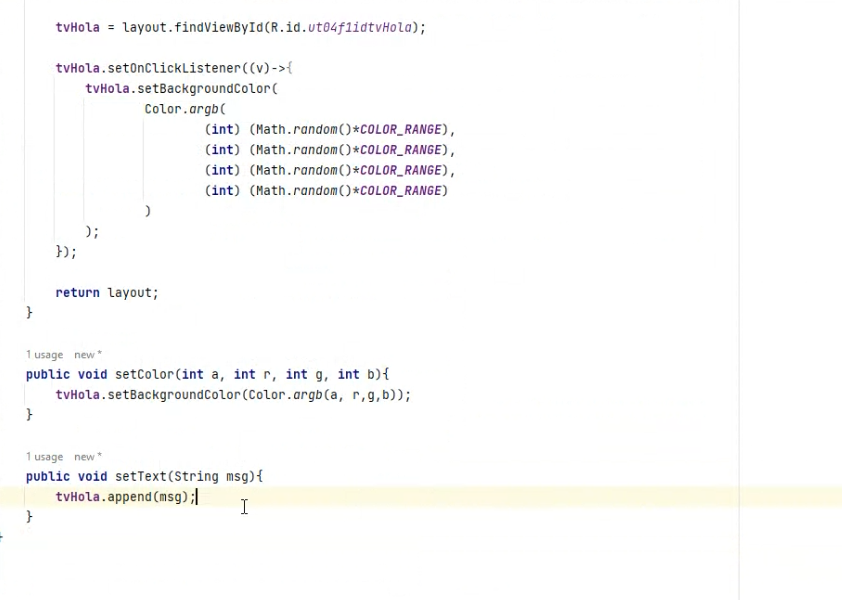 tvHola = layout.findViewById(R.id.ut04f1idtvHola);
tvHola.setOnClickListener((v)->{
tvHola.setBackgroundColor(
Color.argb(
(int) (Math.random()*COLOR_RANGE),
(int) (Math.random()*COLOR_RANGE),
(int) (Math.random()*COLOR_RANGE),
(int) (Math.random()*COLOR_RANGE)
)
);
});
return layout;
}
1 usage new *
public void setColor(int a, int r, int g, int b){
tvHola.setBackgroundColor(Color.argb(a, r,g,b));
}
1 usage new *
public void setText(String msg){
tvHola.append(msg);
}